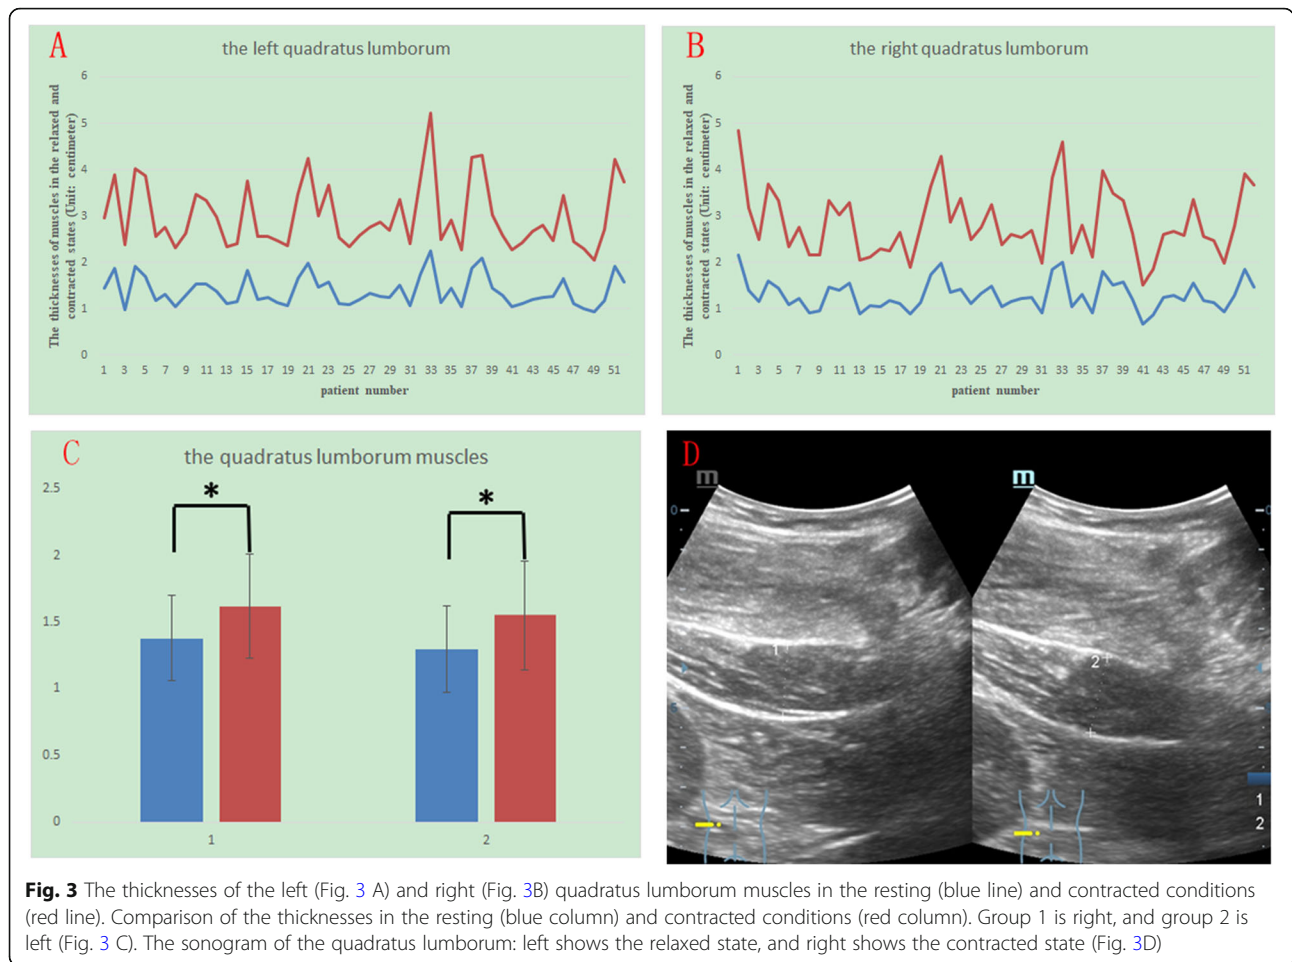 A
the left quadratus lumborum
The thicknesses of muscles in the relaxed and
contracted states (Unit: centimeter)
6
5
4
3
2
1
0
1 3 5 7 9 11 13 15 17 19 21 23 25 27 29 31 33 35 37 39 41 43 45 47 49 51
patient number
B
the right quadratus lumborum
The thicknesses of muscles in the relaxed and
contracted states (Unit: centimeter)
6
5
4
3
2
1
0
1 3 5 7 9 11 13 15 17 19 21 23 25 27 29 31 33 35 37 39 41 43 45 47 49 51
patient number
C
the quadratus lumborum muscles
2.5
2
1.5
1
0.5
0
* *
1 2
D
m m
0 0
1
2
5
1
2
Fig. 3 The thicknesses of the left (Fig. 3 A) and right (Fig. 3B) quadratus lumborum muscles in the resting (blue line) and contracted conditions
(red line). Comparison of the thicknesses in the resting (blue column) and contracted conditions (red column). Group 1 is right, and group 2 is
left (Fig. 3 C). The sonogram of the quadratus lumborum: left shows the relaxed state, and right shows the contracted state (Fig. 3D)